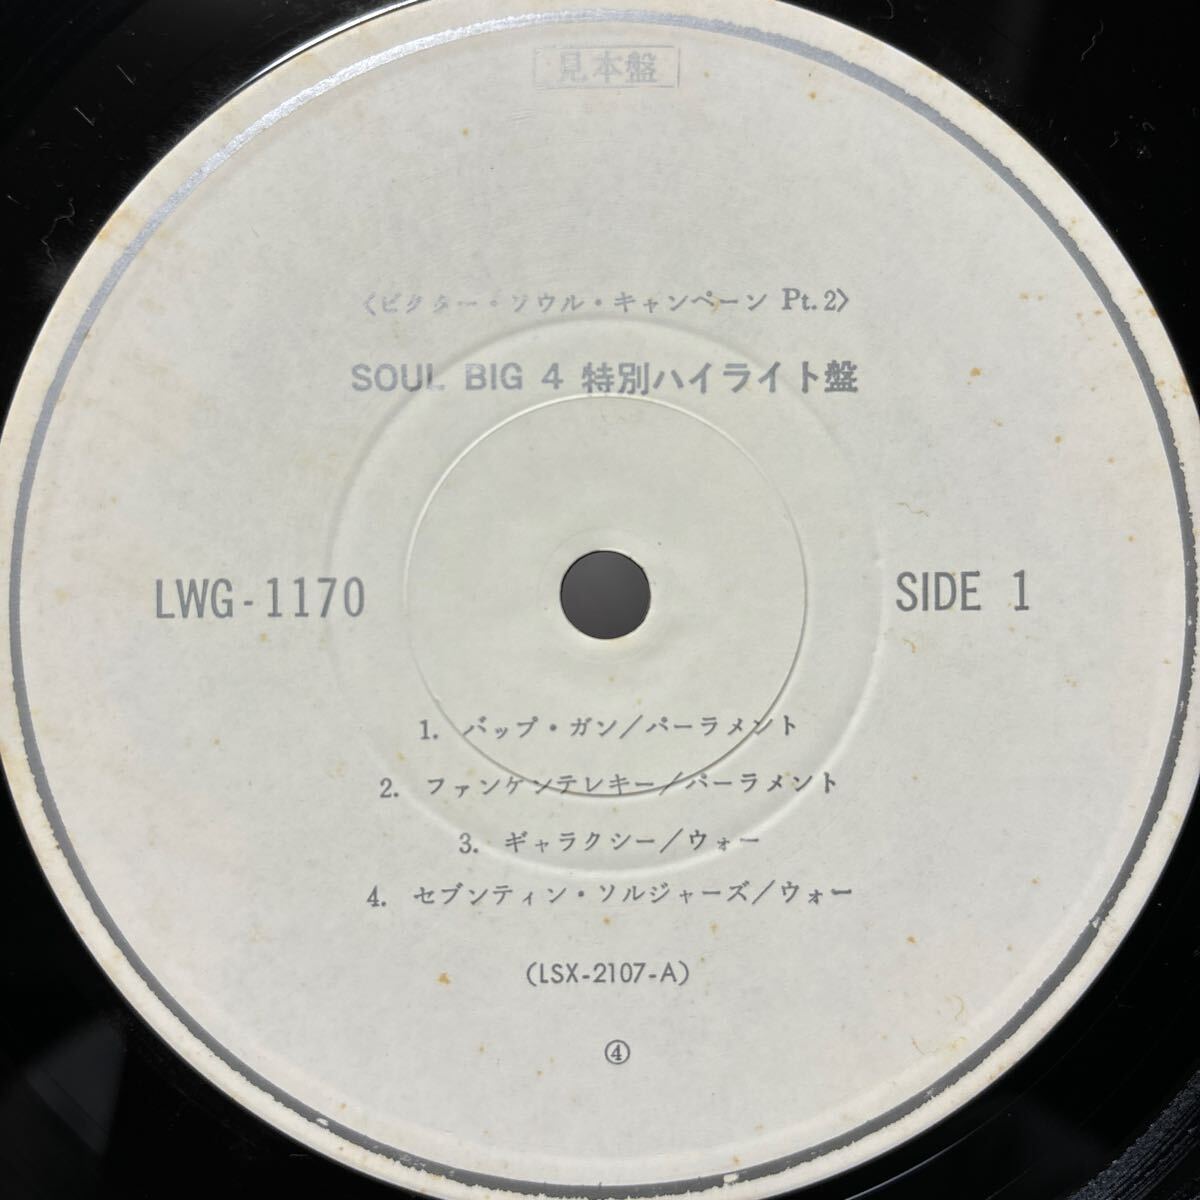 見本盤
〈ビクター・ソウル・キャンペーン Pt.2〉
SOUL BIG 4 特別ハイライト盤
LWG-1170
SIDE 1
1. バップ・ガン/パーラメント
2. ファンケンテレキー/パーラメント
3. ギャラクシー/ウォー
4. セブンティン・ソルジャーズ/ウォー
(LSX-2107-A)
④